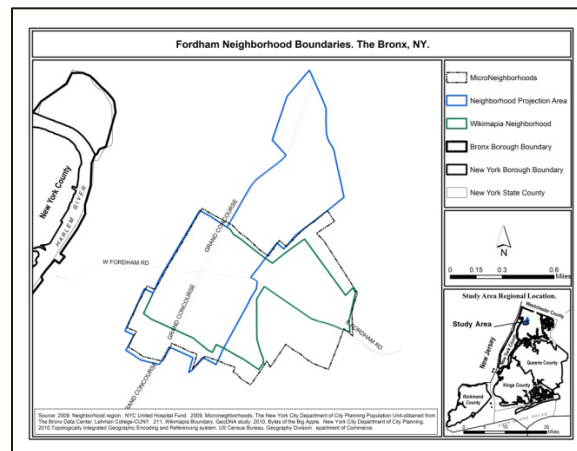 Fordham Neighborhood Boundaries. The Bronx, NY.
MicroNeighborhoods
Neighborhood Projection Area
Wikimapia Neighborhood
Bronx Borough Boundary
New York Borough Boundary
New York State County
New York County
HARLEM RIVER
GRAND CONCOURSE
W FORDHAM RD
GRAND CONCOURSE
FORDHAM RD
GRAND CONCOURSE
N
0 0.15 0.3 0.6
Miles
Study Area Regional Location.
Westchester County
Study Area
New Jersey
Queens County
Kings County
Richmond County
Source: 2009, Neighborhood region. NYC United Hospital Fund. 2009, Microneighborhoods, The New York City Department of City Planning Population Unit obtained from
The Bronx Data Center, Lehman College-CUNY. 211, Wikimapia Boundary, GeoDNA study. 2010, Bytes of the Big Apple. New York City Department of City Planning.
2010,Topologically Integrated Geographic Encoding and Referencing system. US Census Bureau, Geography Division. epartment of Commerce.